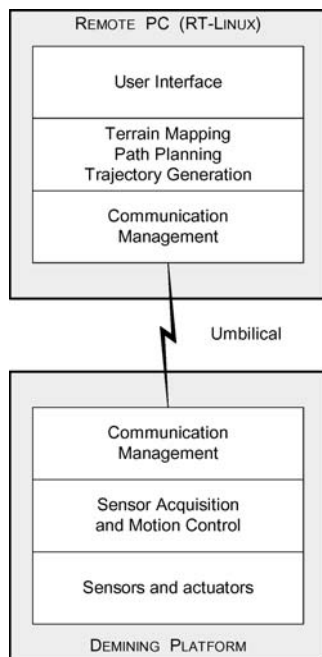 REMOTE PC (RT-LINUX)
User Interface
Terrain Mapping
Path Planning
Trajectory Generation
Communication
Management
Umbilical
Communication
Management
Sensor Acquisition
and Motion Control
Sensors and actuators
DEMINING PLATFORM